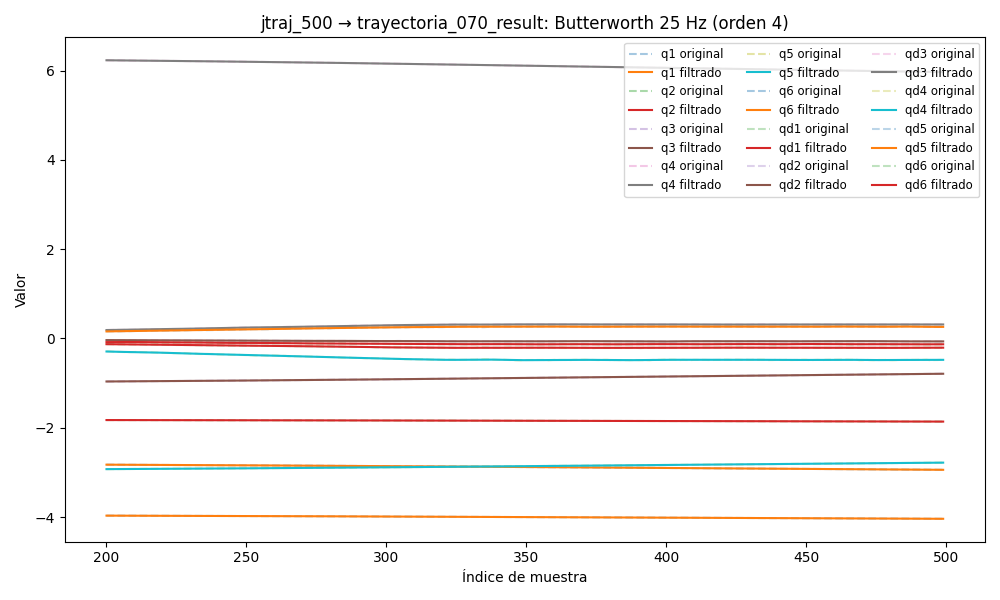 jtraj_500 → trayectoria_070_result: Butterworth 25 Hz (orden 4)
q1 original
q1 filtrado
q2 original
q2 filtrado
q3 original
q3 filtrado
q4 original
q4 filtrado
q5 original
q5 filtrado
q6 original
q6 filtrado
qd1 original
qd1 filtrado
qd2 original
qd2 filtrado
qd3 original
qd3 filtrado
qd4 original
qd4 filtrado
qd5 original
qd5 filtrado
qd6 original
qd6 filtrado
Valor
6
4
2
0
−2
−4
200
250
300
350
400
450
500
Índice de muestra